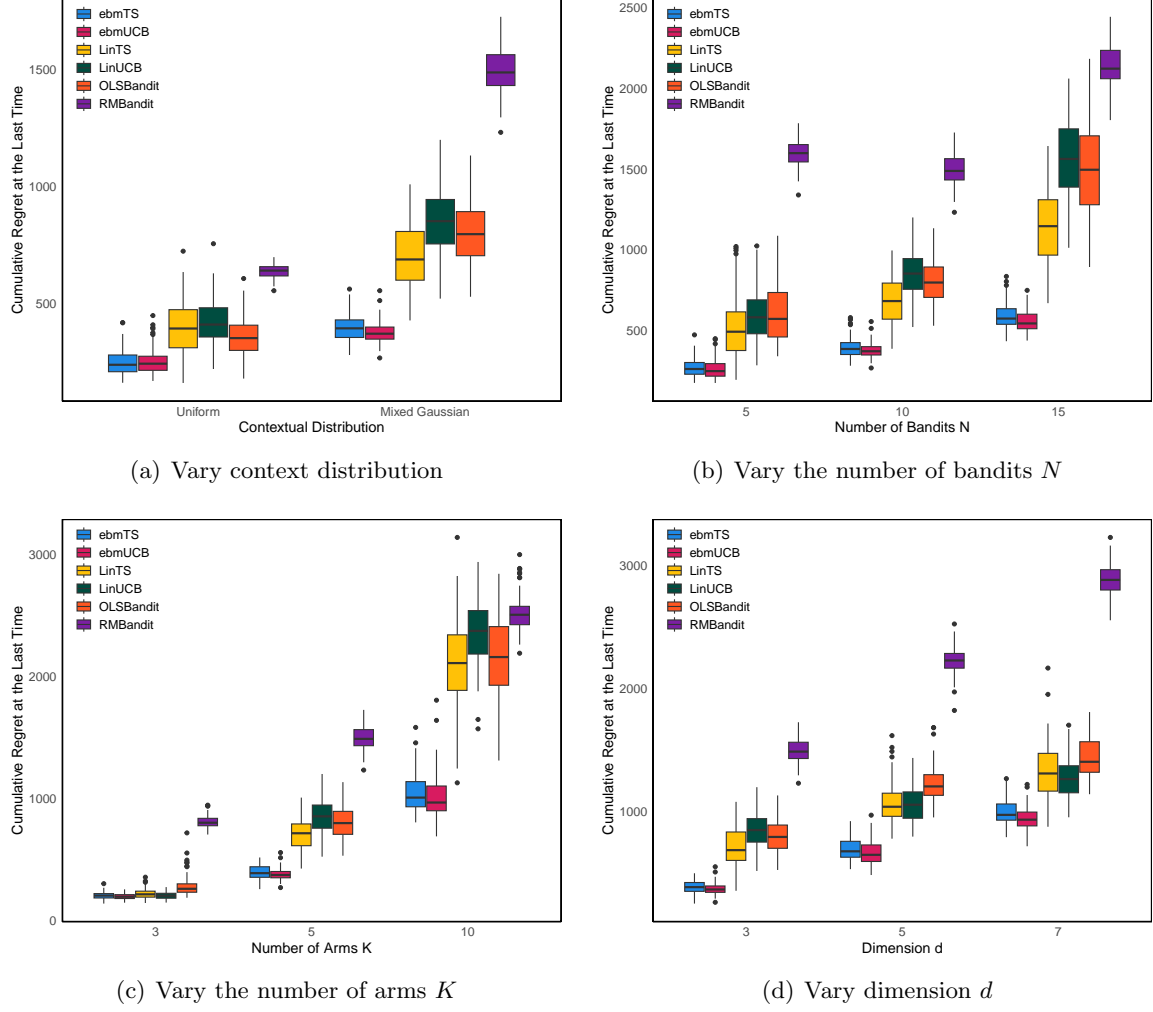 ebmTS
ebmUCB
LinTS
LinUCB
OLSBandit
RMBandit
Cumulative Regret at the Last Time
1500
1000
500
Uniform
Mixed Gaussian
Contextual Distribution
(a) Vary context distribution
ebmTS
ebmUCB
LinTS
LinUCB
OLSBandit
RMBandit
Cumulative Regret at the Last Time
2500
2000
1500
1000
500
5
10
15
Number of Bandits N
(b) Vary the number of bandits N
ebmTS
ebmUCB
LinTS
LinUCB
OLSBandit
RMBandit
Cumulative Regret at the Last Time
3000
2000
1000
0
3
5
10
Number of Arms K
(c) Vary the number of arms K
ebmTS
ebmUCB
LinTS
LinUCB
OLSBandit
RMBandit
Cumulative Regret at the Last Time
3000
2000
1000
3
5
7
Dimension d
(d) Vary dimension d